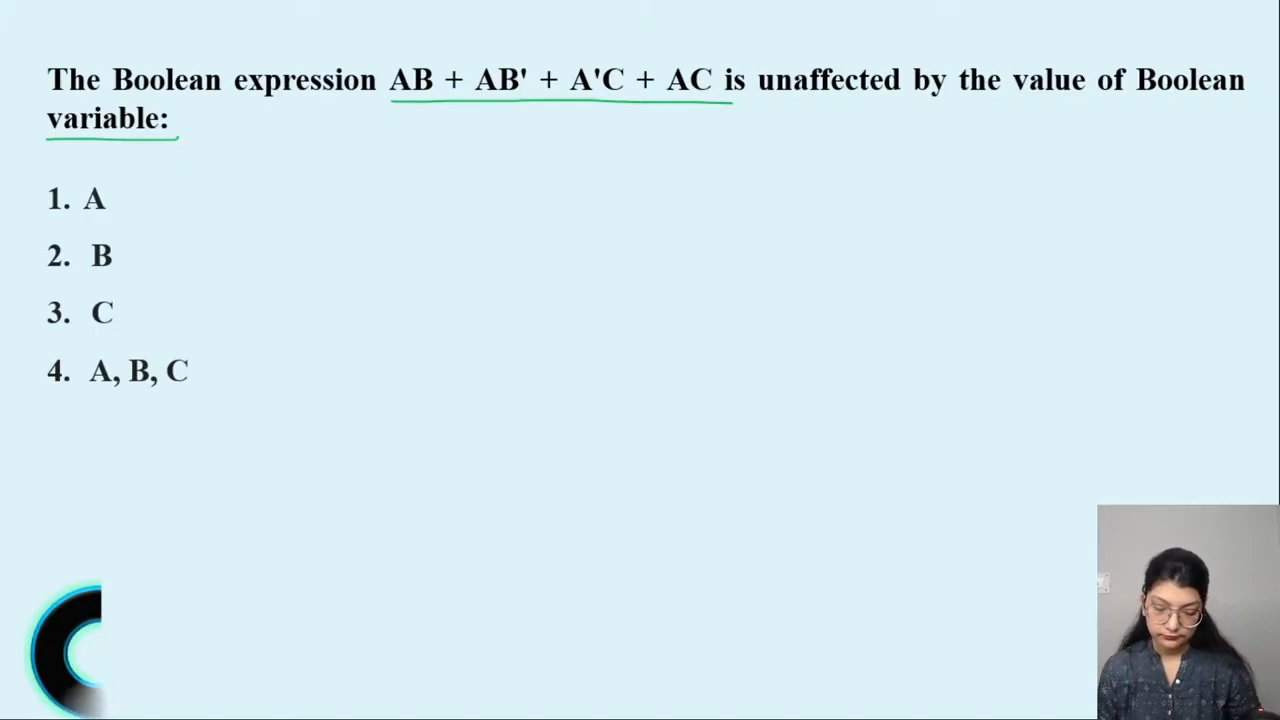 The Boolean expression AB + AB' + A'C + AC is unaffected by the value of Boolean
variable:
1. A
2. B
3. C
4. A, B, C